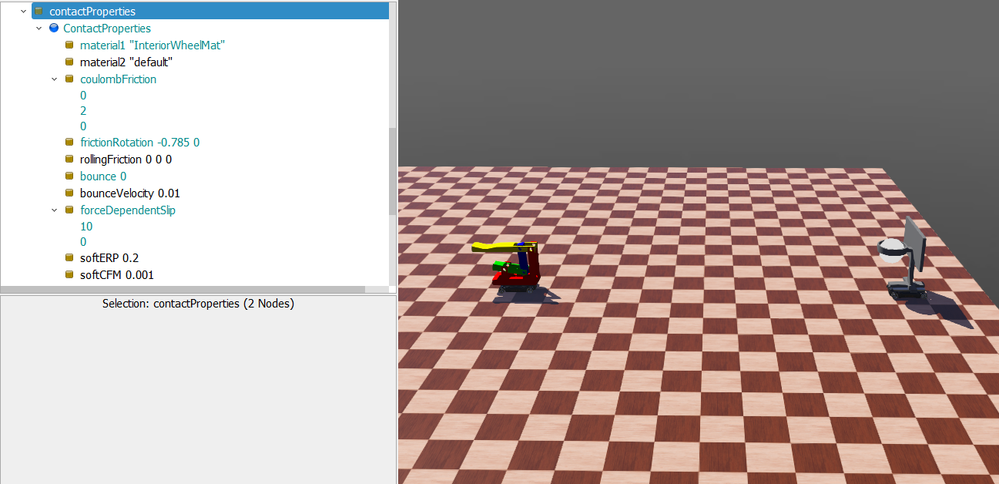 contactProperties
ContactProperties
material1 "InteriorWheelMat"
material2 "default"
coulombFriction
0
2
0
frictionRotation -0.785 0
rollingFriction 0 0 0
bounce 0
bounceVelocity 0.01
forceDependentSlip
10
0
softERP 0.2
softCFM 0.001
Selection: contactProperties (2 Nodes)